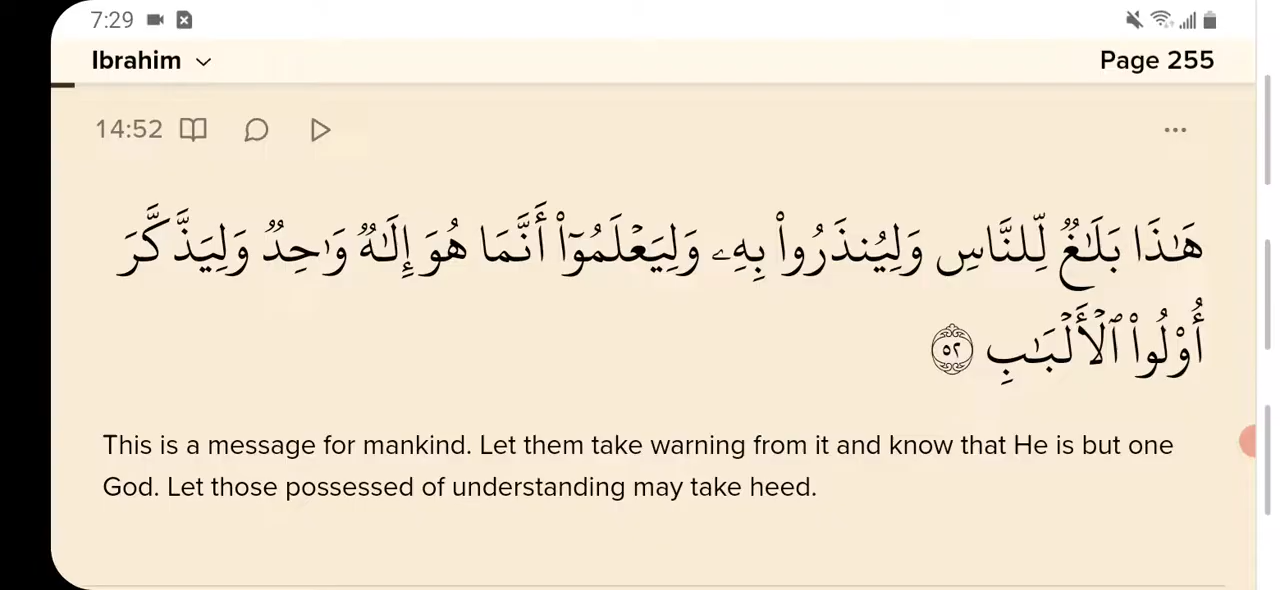 7:29
Ibrahim
Page 255
14:52
هَـٰذَا بَلَـٰغٌۭ لِّلنَّاسِ وَلِيُنذَرُوا۟ بِهِۦ وَلِيَعْلَمُوٓا۟ أَنَّمَا هُوَ إِلَـٰهٌۭ وَٰحِدٌۭ وَلِيَذَّكَّرَ
أُو۟لُوا۟ ٱلْأَلْبَـٰبِ ٥٢
This is a message for mankind. Let them take warning from it and know that He is but one
God. Let those possessed of understanding may take heed.